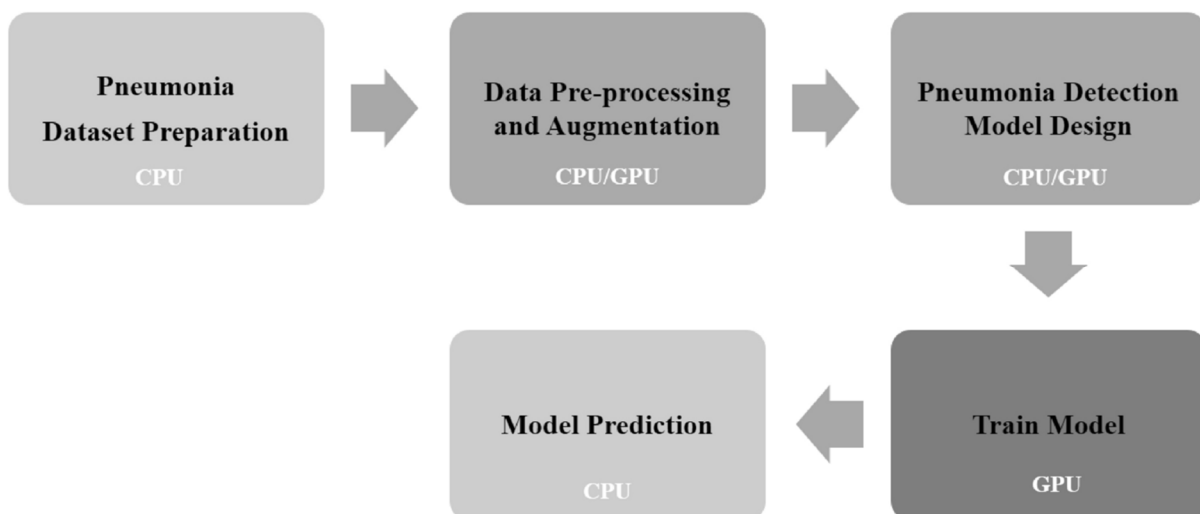 Pneumonia
Dataset Preparation
CPU
Data Pre-processing
and Augmentation
CPU/GPU
Pneumonia Detection
Model Design
CPU/GPU
Train Model
GPU
Model Prediction
CPU